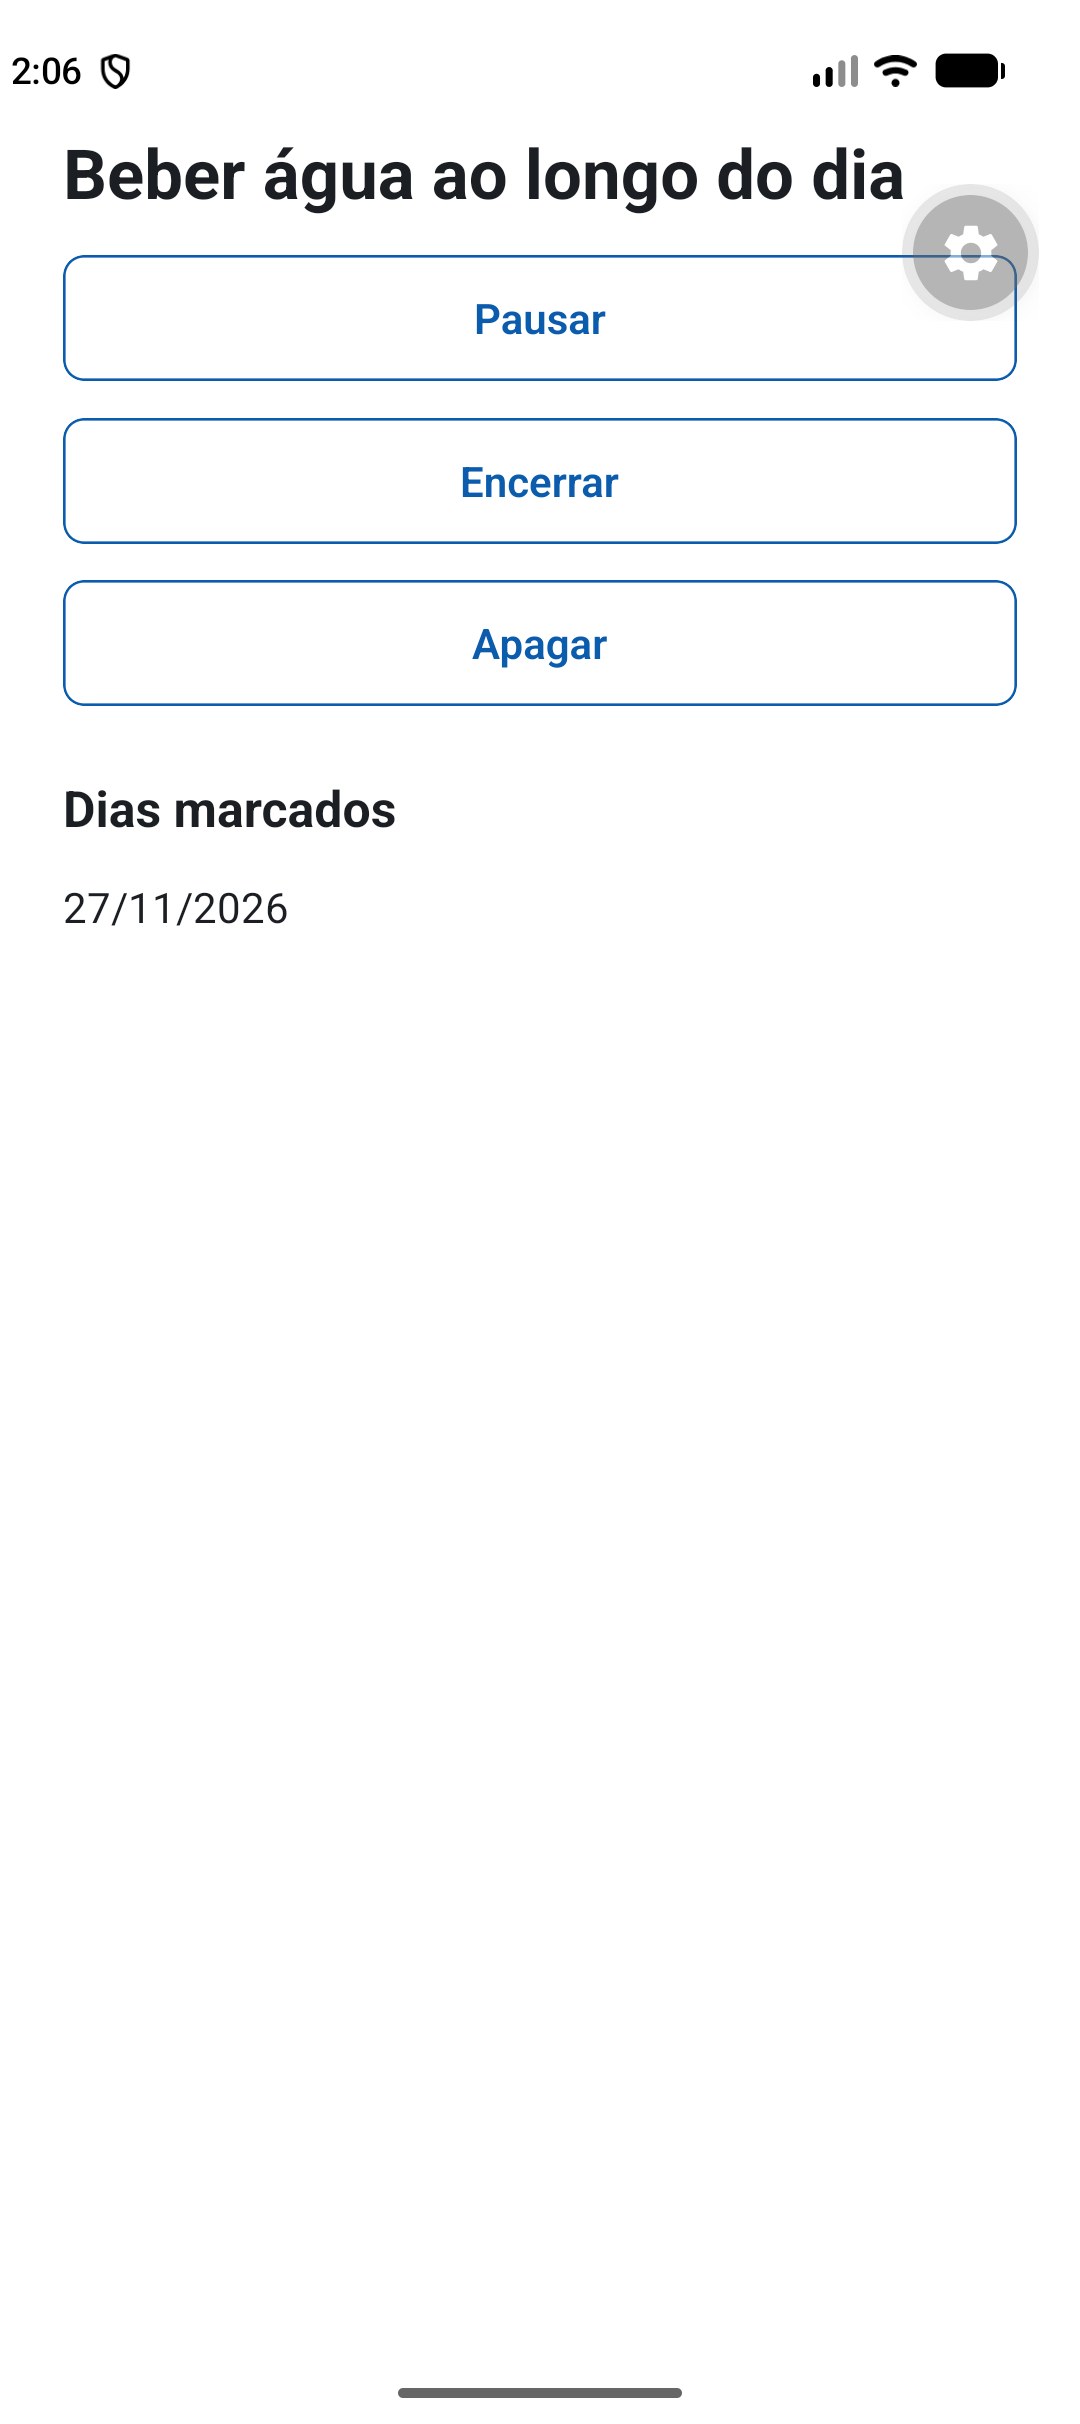 2:06
Beber água ao longo do dia
Pausar
Encerrar
Apagar
Dias marcados
27/11/2026